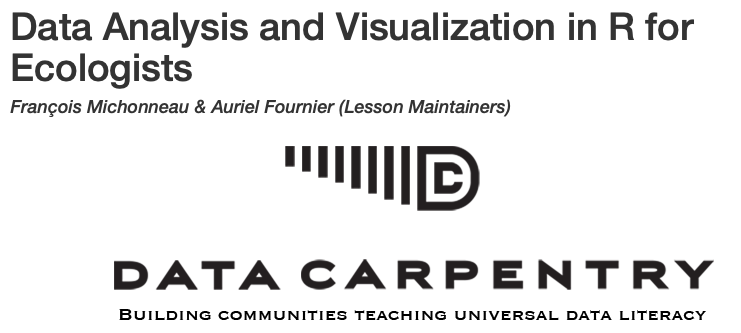 Data Analysis and Visualization in R for
Ecologists
François Michonneau & Auriel Fournier (Lesson Maintainers)
DC
DATA CARPENTRY
BUILDING COMMUNITIES TEACHING UNIVERSAL DATA LITERACY